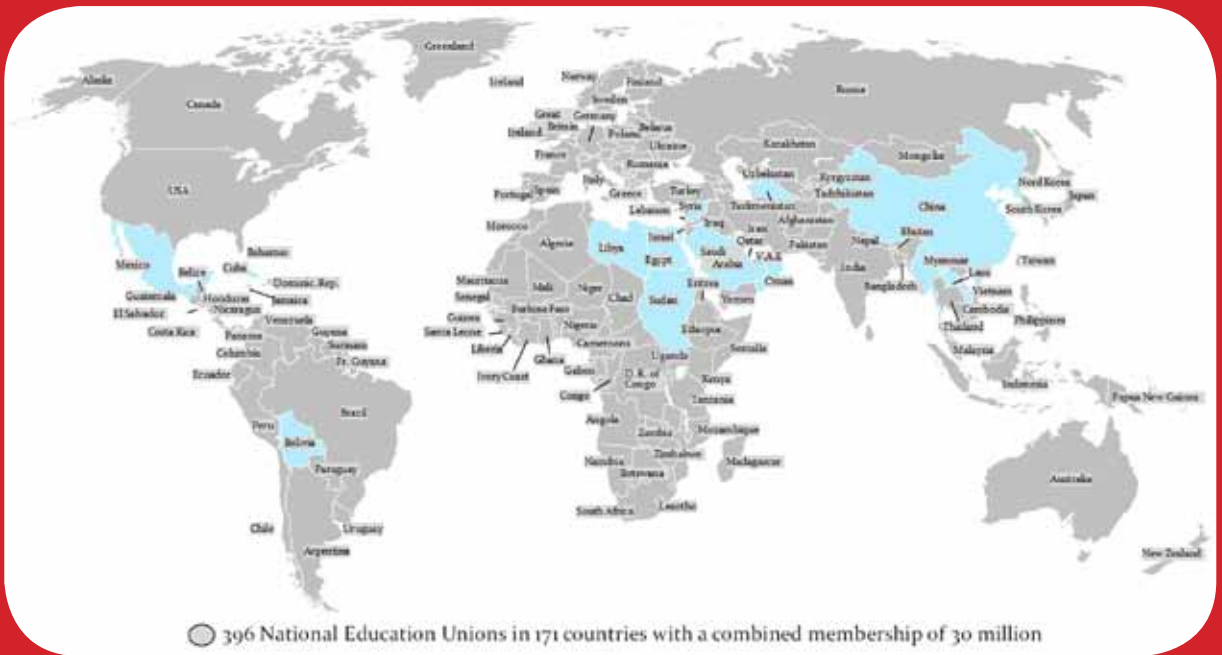 Greenland
Alaska
Canada
USA
Mexico
Bahamas
Cuba
Belize
Dominic. Rep.
Jamaica
Guatemala
Honduras
El Salvador
Nicaragua
Costa Rica
Panama
Venezuela
Guyana
Surinam
Fr. Guyana
Columbia
Ecuador
Brazil
Peru
Bolivia
Paraguay
Chile
Uruguay
Argentina
Iceland
Norway
Finland
Sweden
Great
Britain
Germany
Ireland
Poland
Belarus
Ukraine
France
Romania
Italy
Portugal
Spain
Greece
Turkey
Russia
Kazakhstan
Mongolia
Uzbekistan
Kyrgyzstan
Tadzhikistan
Turkmenistan
Nord Korea
Japan
South Korea
China
Lebanon
Syria
Iraq
Iran
Afghanistan
Pakistan
Israel
Qatar
Saudi
Arabia
V.A.E
Oman
Yemen
Nepal
Bhutan
India
Bangladesh
Myanmar
Laos
Taiwan
Vietnam
Cambodia
Thailand
Philippines
Malaysia
Indonesia
Papua New Guinea
Australia
New Zealand
Morocco
Algeria
Libya
Egypt
Mauritania
Mali
Niger
Chad
Sudan
Eritrea
Senegal
Burkina Faso
Guinea
Sierra Leone
Liberia
Ivory Coast
Ghana
Nigeria
Cameroons
Ethiopia
Somalia
Uganda
Gabon
Congo
D. R. of
Congo
Kenya
Tanzania
Angola
Zambia
Mozambique
Zimbabwe
Namibia
Botswana
Madagascar
South Africa
Lesotho
396 National Education Unions in 171 countries with a combined membership of 30 million